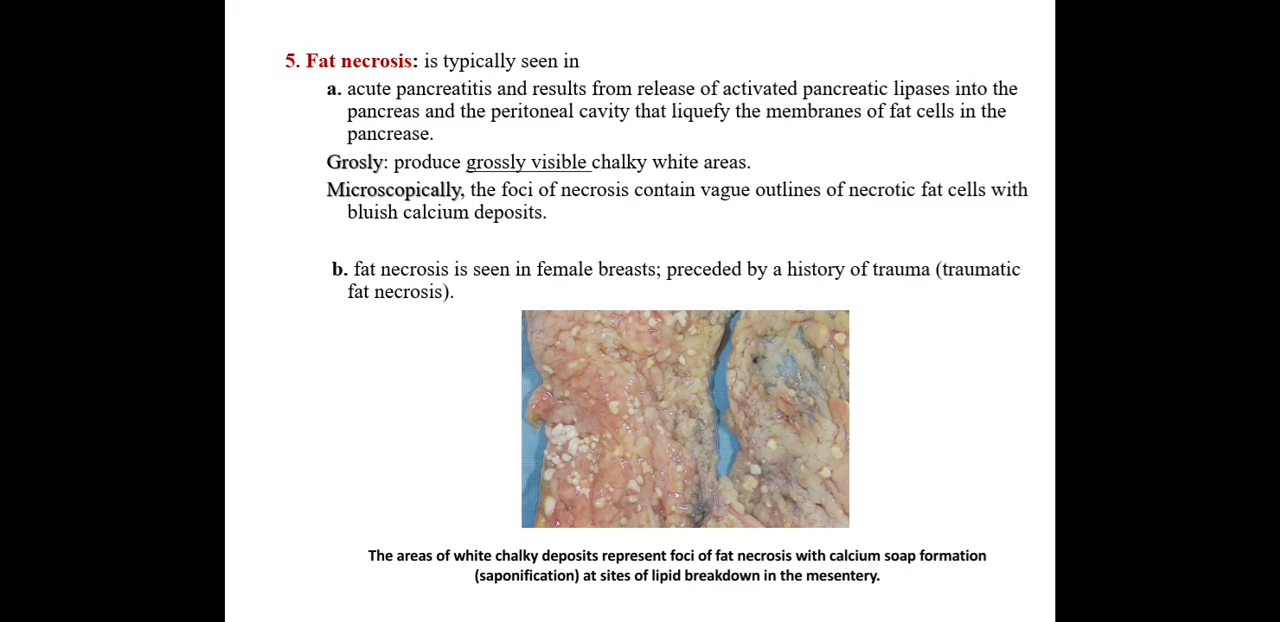 5. Fat necrosis: is typically seen in
a. acute pancreatitis and results from release of activated pancreatic lipases into the
pancreas and the peritoneal cavity that liquefy the membranes of fat cells in the
pancrease.
Grosly: produce grossly visible chalky white areas.
Microscopically, the foci of necrosis contain vague outlines of necrotic fat cells with
bluish calcium deposits.
b. fat necrosis is seen in female breasts; preceded by a history of trauma (traumatic
fat necrosis).
The areas of white chalky deposits represent foci of fat necrosis with calcium soap formation
(saponification) at sites of lipid breakdown in the mesentery.